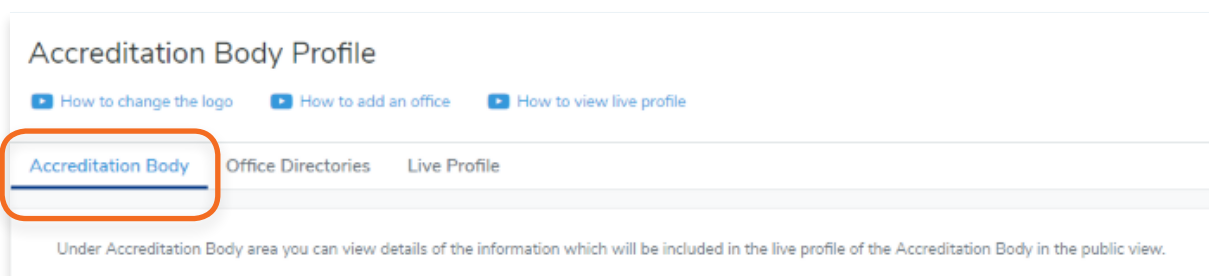 Accreditation Body Profile
How to change the logo How to add an office How to view live profile
Accreditation Body Office Directories Live Profile
Under Accreditation Body area you can view details of the information which will be included in the live profile of the Accreditation Body in the public view.